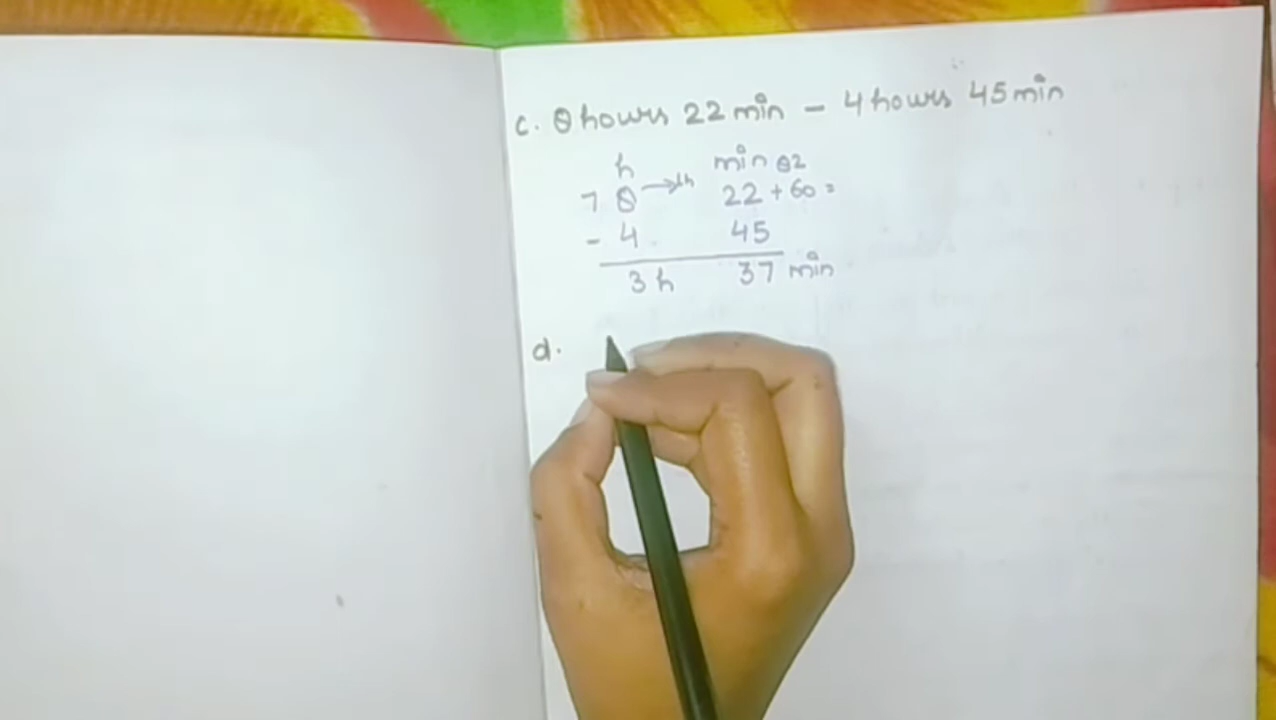 c. 8 hours 22 min - 4 hours 45 min
h min 82
7 8 → 1h 22 + 60 =
- 4 45
3 h 37 min
d.